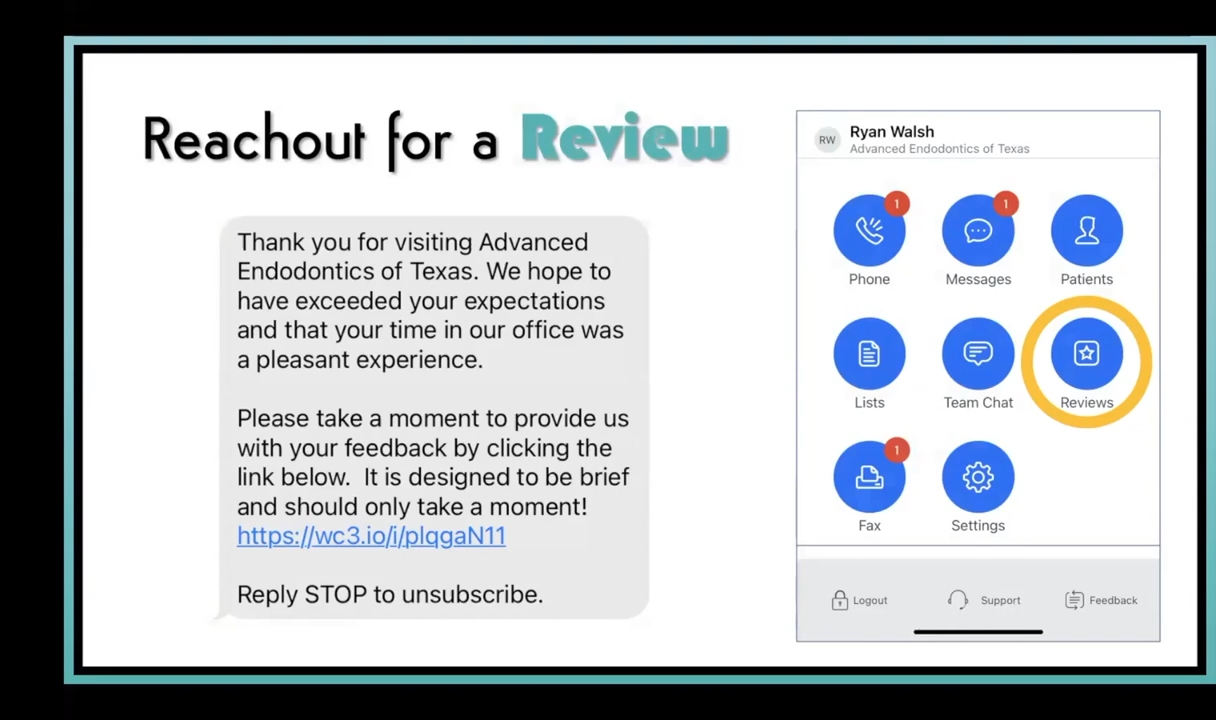 Reachout for a Review
Thank you for visiting Advanced
Endodontics of Texas. We hope to
have exceeded your expectations
and that your time in our office was
a pleasant experience.
Please take a moment to provide us
with your feedback by clicking the
link below.  It is designed to be brief
and should only take a moment!
https://wc3.io/i/plqgaN11
Reply STOP to unsubscribe.
RW
Ryan Walsh
Advanced Endodontics of Texas
1
1
Phone
Messages
Patients
Lists
Team Chat
Reviews
1
Fax
Settings
Logout
Support
Feedback